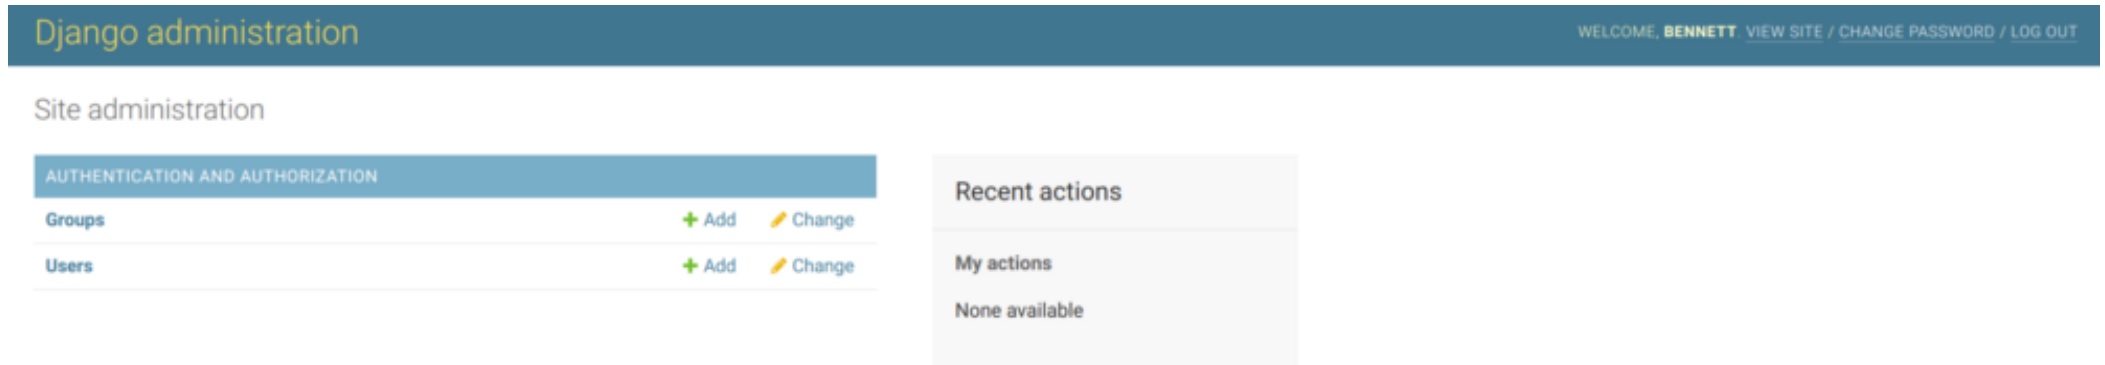 Django administration
WELCOME, BENNETT. VIEW SITE / CHANGE PASSWORD / LOG OUT
Site administration
AUTHENTICATION AND AUTHORIZATION
Groups Add Change
Users Add Change
Recent actions
My actions
None available